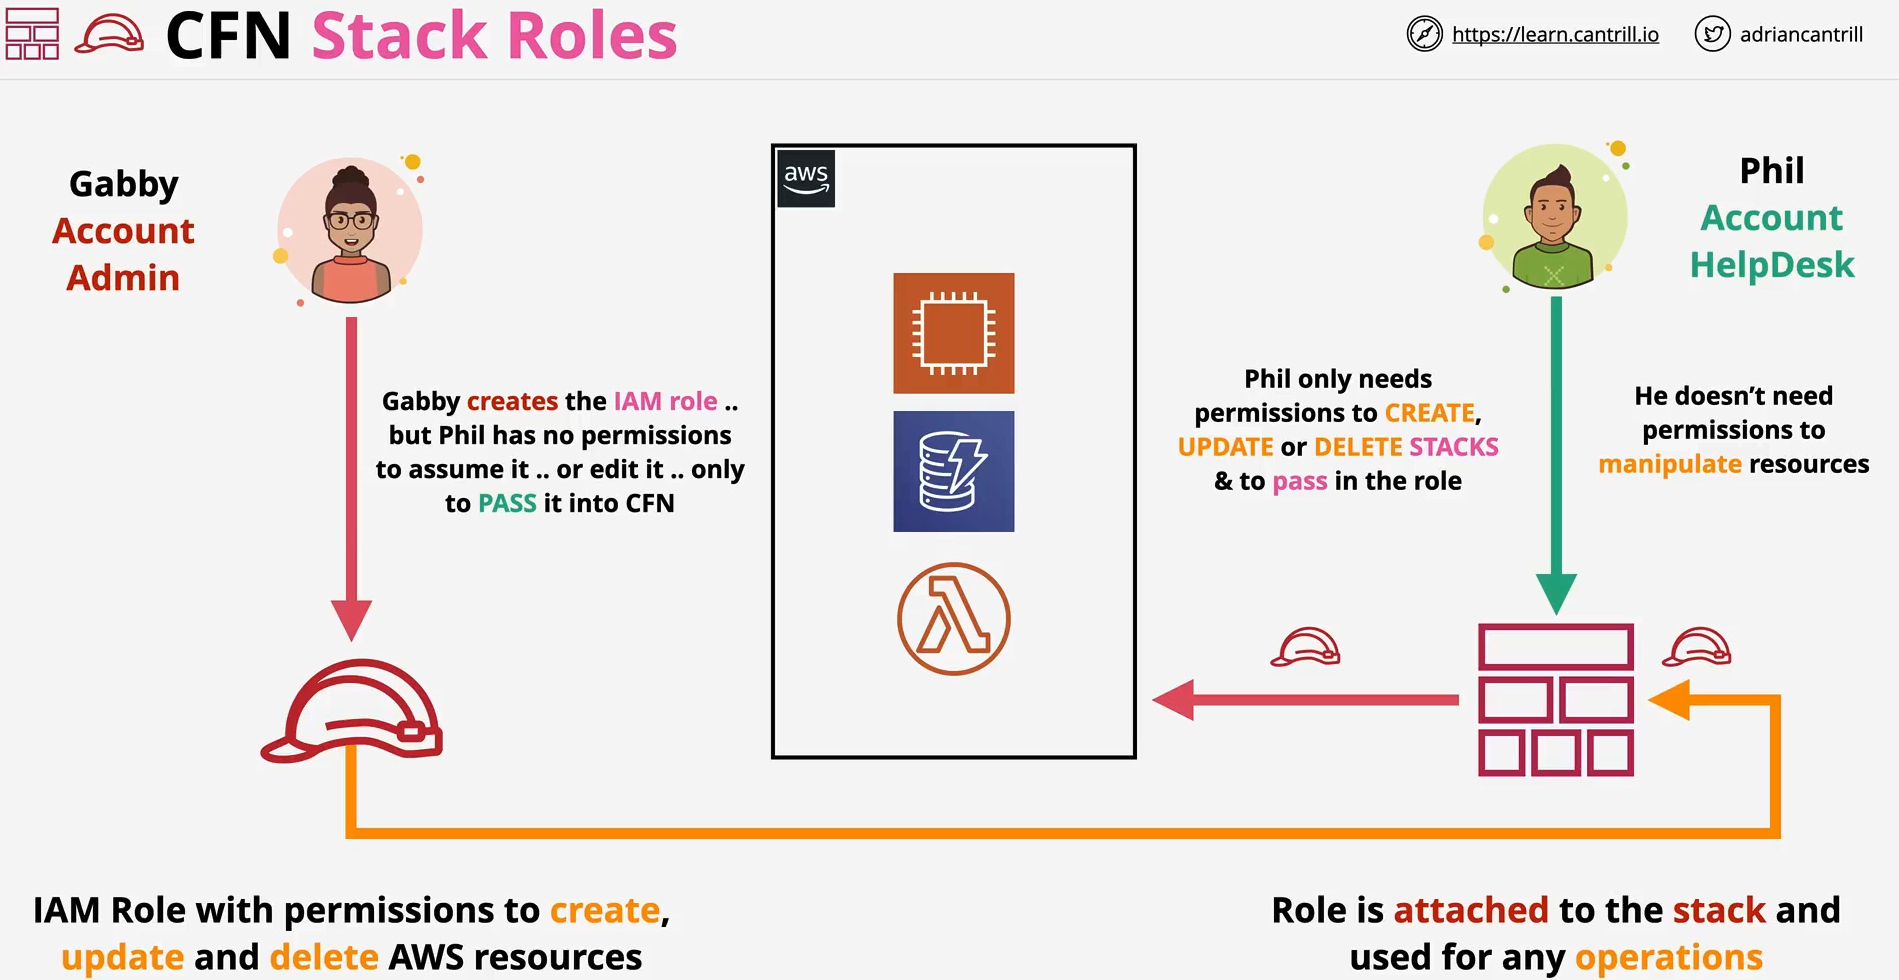 CFN Stack Roles
https://learn.cantrill.io
adriancantrill
Gabby
Account
Admin
aws
Phil
Account
HelpDesk
Gabby creates the IAM role ..
but Phil has no permissions
to assume it .. or edit it .. only
to PASS it into CFN
Phil only needs
permissions to CREATE,
UPDATE or DELETE STACKS
& to pass in the role
He doesn’t need
permissions to
manipulate resources
IAM Role with permissions to create,
update and delete AWS resources
Role is attached to the stack and
used for any operations